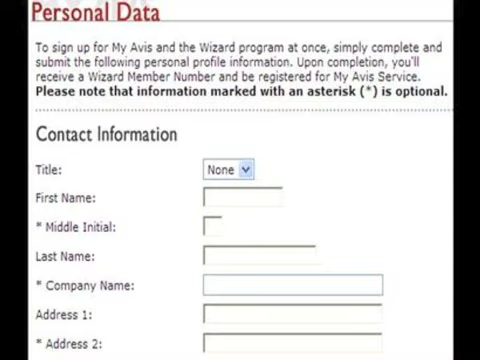 Personal Data
To sign up for My Avis and the Wizard program at once, simply complete and
submit the following personal profile information. Upon completion, you'll
receive a Wizard Member Number and be registered for My Avis Service.
Please note that information marked with an asterisk (*) is optional.
Contact Information
Title: None
First Name:
* Middle Initial:
Last Name:
* Company Name:
Address 1:
* Address 2: